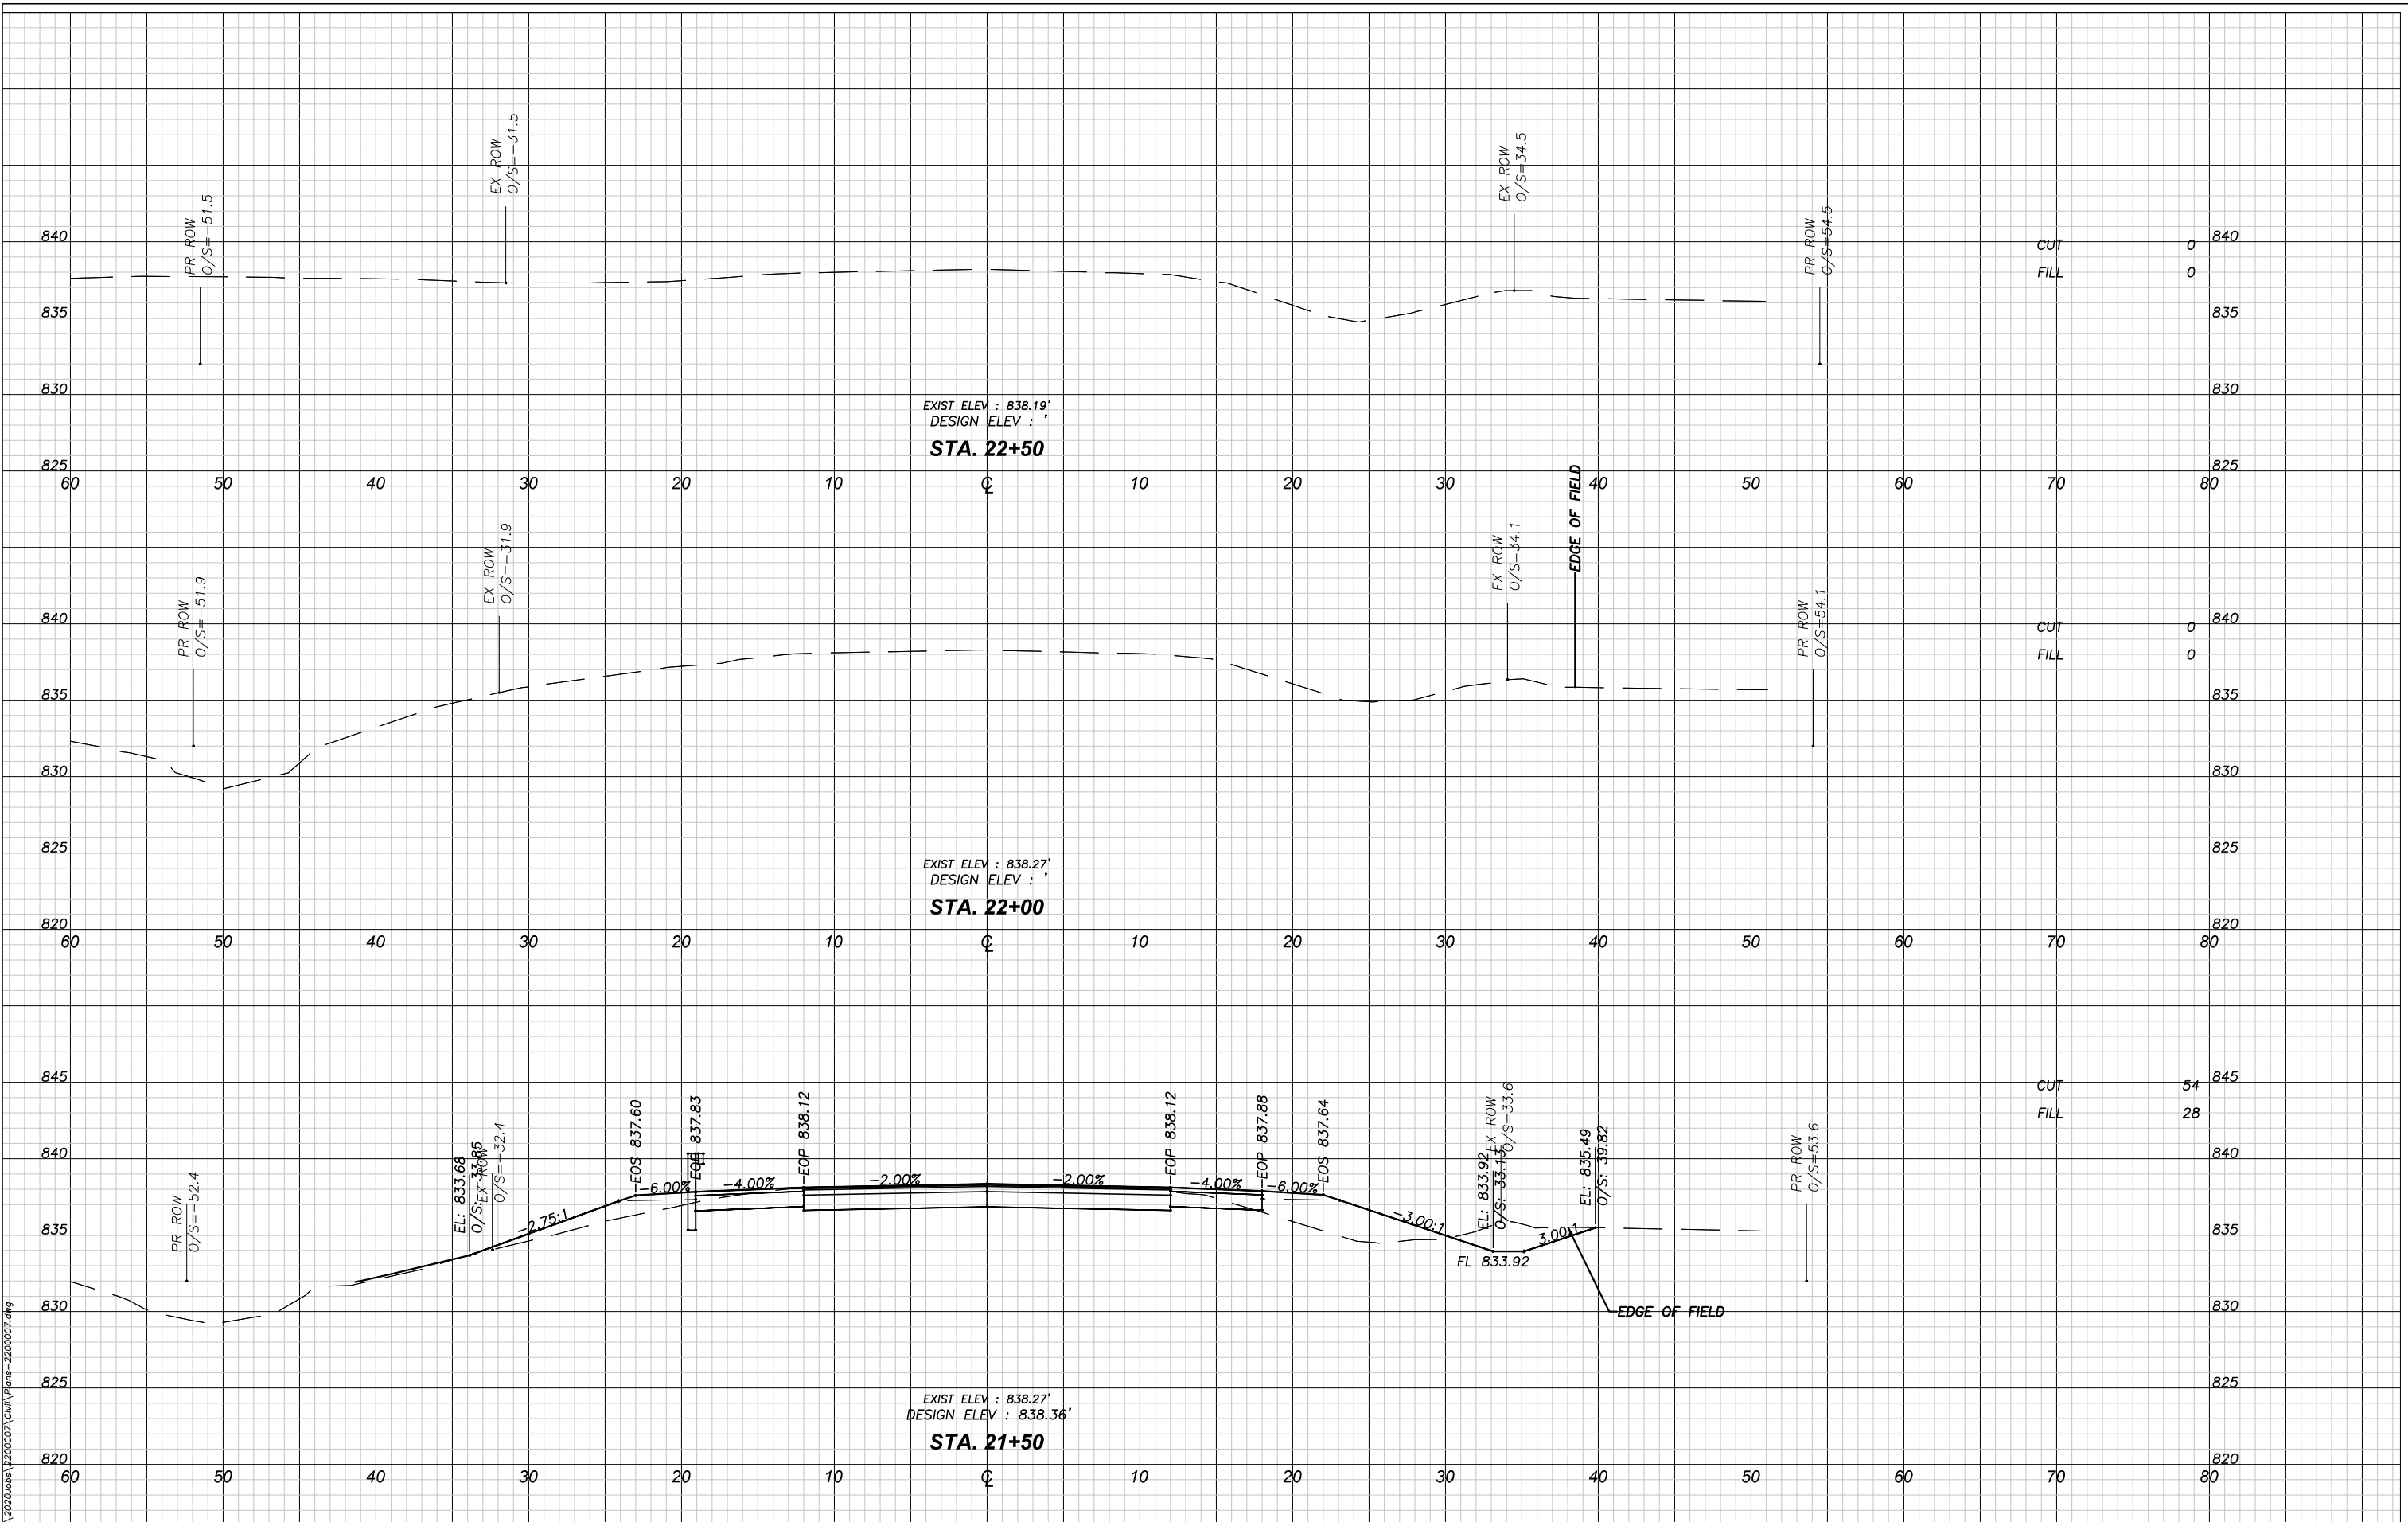 EX ROW
O/S=-31.5
EX ROW
O/S=34.5
PR ROW
O/S=-51.5
PR ROW
O/S=54.5
840
CUT 0
840
FILL 0
835
835
830
830
EXIST ELEV : 838.19'
DESIGN ELEV : '
STA. 22+50
825
825
60 50 40 30 20 10 CL 10 20 30 40 50 60 70 80
EDGE OF FIELD
EX ROW
O/S=-31.9
EX ROW
O/S=34.1
PR ROW
O/S=-51.9
PR ROW
O/S=54.1
840
CUT 0
840
FILL 0
835
835
830
830
825
825
EXIST ELEV : 838.27'
DESIGN ELEV : '
STA. 22+00
820
820
60 50 40 30 20 10 CL 10 20 30 40 50 60 70 80
845
CUT 54
845
FILL 28
840
840
PR ROW
O/S=-52.4
EL: 833.68
O/S: -33.85
EX ROW
O/S=-32.4
EOS 837.60
EOP 837.83
EOP 838.12
EOP 838.12
EOP 837.88
EOS 837.64
EL: 833.92
O/S: 33.13
EX ROW
O/S=33.6
EL: 835.49
O/S: 39.82
PR ROW
O/S=53.6
-2.75:1
-6.00%
-4.00%
-2.00%
-2.00%
-4.00%
-6.00%
-3.00:1
3.00:1
835
835
FL 833.92
830
EDGE OF FIELD
830
825
825
EXIST ELEV : 838.27'
DESIGN ELEV : 838.36'
STA. 21+50
820
820
60 50 40 30 20 10 CL 10 20 30 40 50 60 70 80
\2020Jobs\2200007\Civil\Plans-2200007.dwg